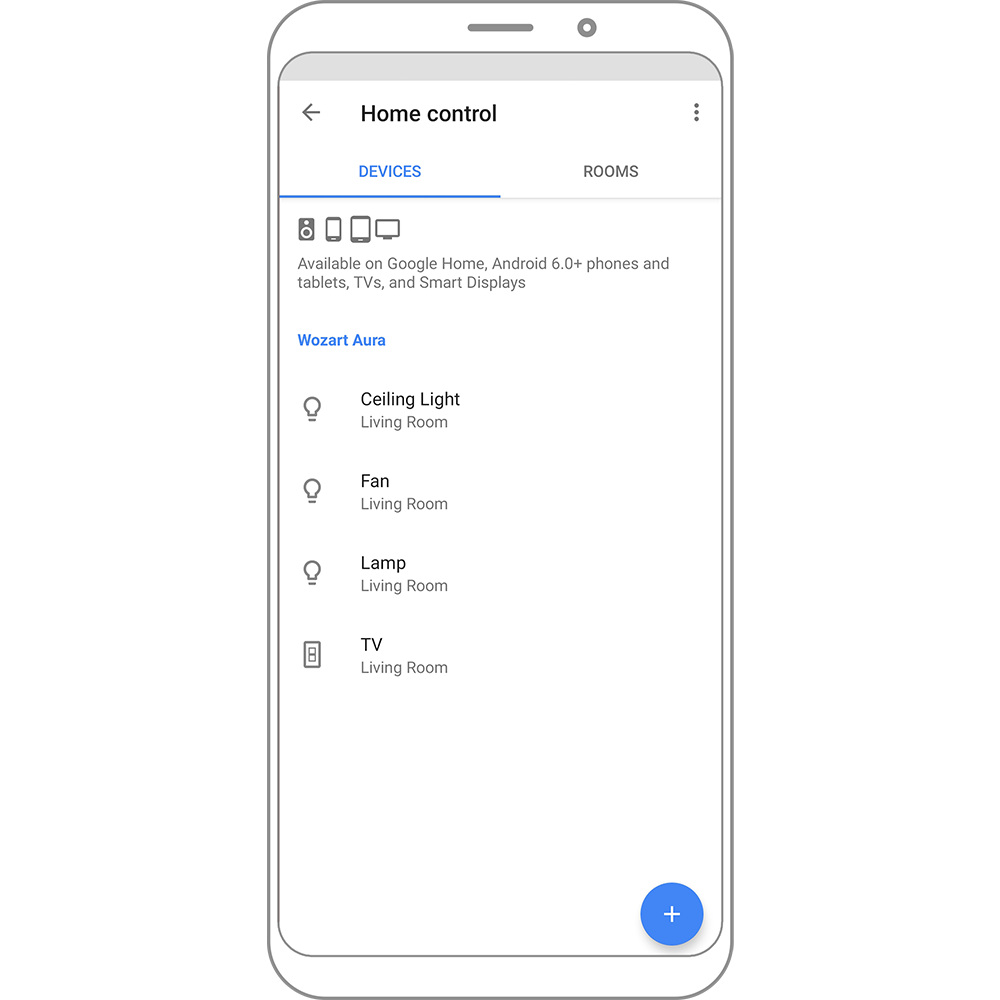 Home control
DEVICES
ROOMS
Available on Google Home, Android 6.0+ phones and
tablets, TVs, and Smart Displays
Wozart Aura
Ceiling Light
Living Room
Fan
Living Room
Lamp
Living Room
TV
Living Room